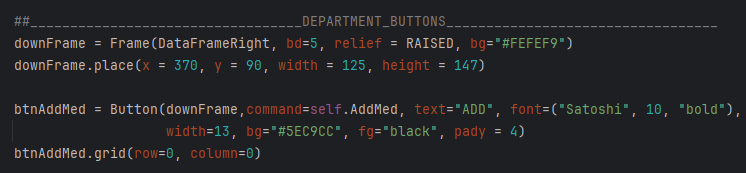 ##__________________________________DEPARTMENT_BUTTONS__________________________________
downFrame = Frame(DataFrameRight, bd=5, relief = RAISED, bg="#FEFEF9")
downFrame.place(x = 370, y = 90, width = 125, height = 147)
btnAddMed = Button(downFrame,command=self.AddMed, text="ADD", font=("Satoshi", 10, "bold"),
width=13, bg="#5EC9CC", fg="black", pady = 4)
btnAddMed.grid(row=0, column=0)